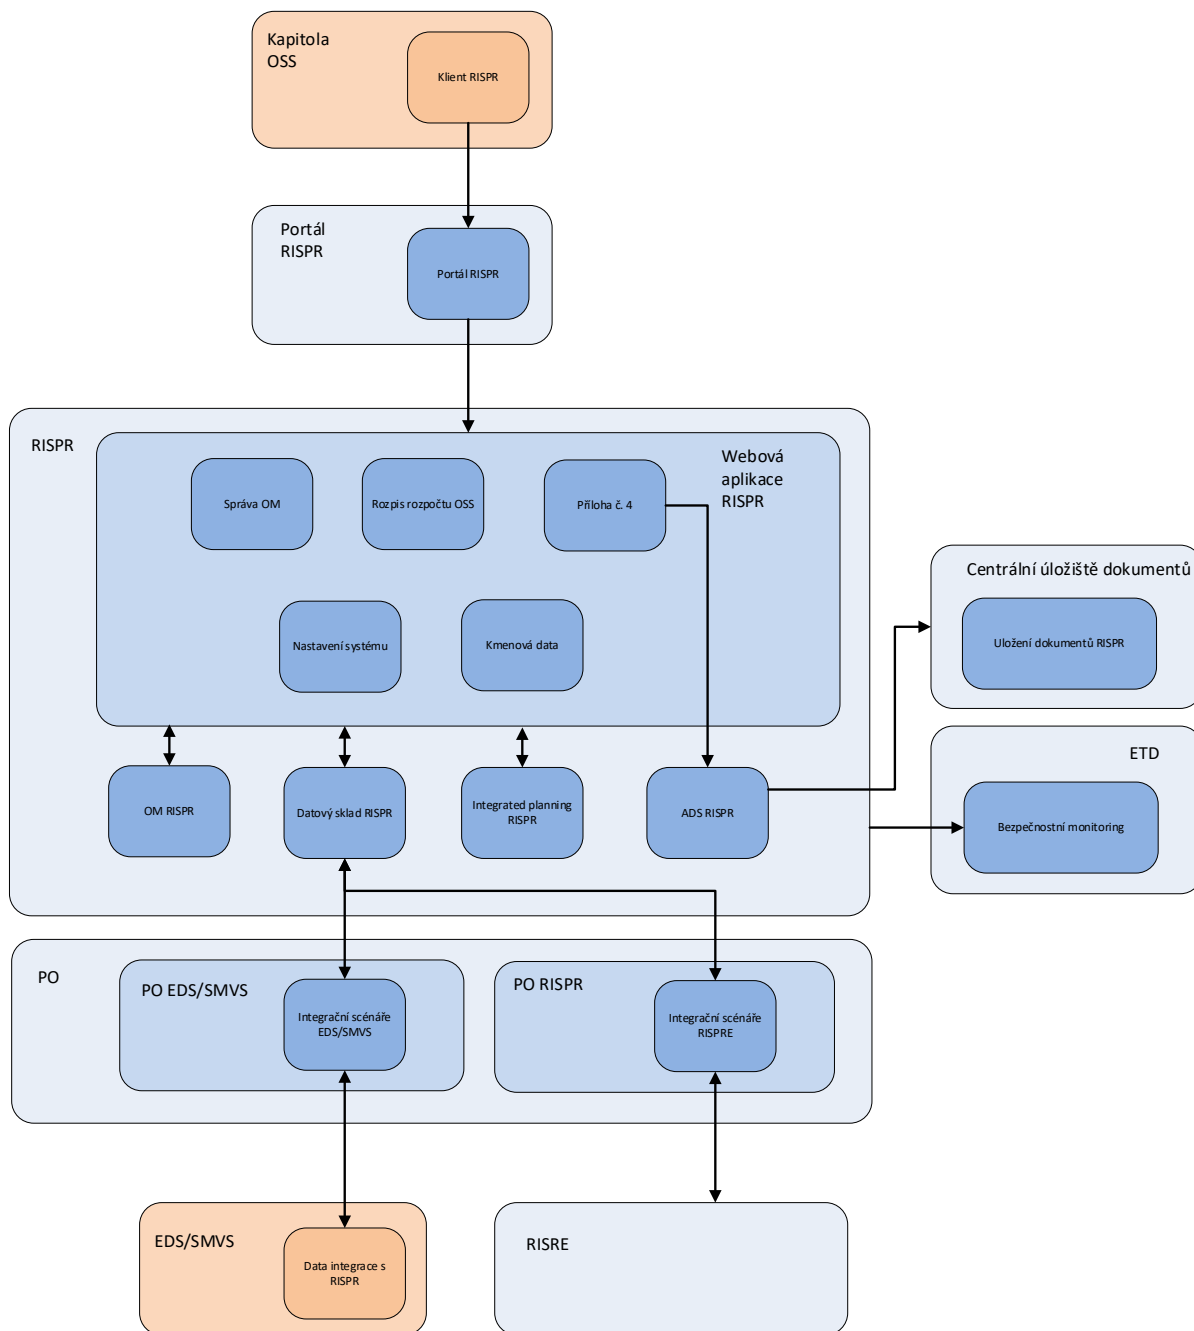 Kapitola
OSS
Klient RISPR
Portál
RISPR
Portál RISPR
RISPR
Webová
aplikace
RISPR
Správa OM
Rozpis rozpočtu OSS
Příloha č. 4
Nastavení systému
Kmenová data
Centrální úložiště dokumentů
Uložení dokumentů RISPR
ETD
Bezpečnostní monitoring
OM RISPR
Datový sklad RISPR
Integrated planning
RISPR
ADS RISPR
PO
PO EDS/SMVS
Integrační scénáře
EDS/SMVS
PO RISPR
Integrační scénáře
RISPRE
EDS/SMVS
Data integrace s
RISPR
RISRE